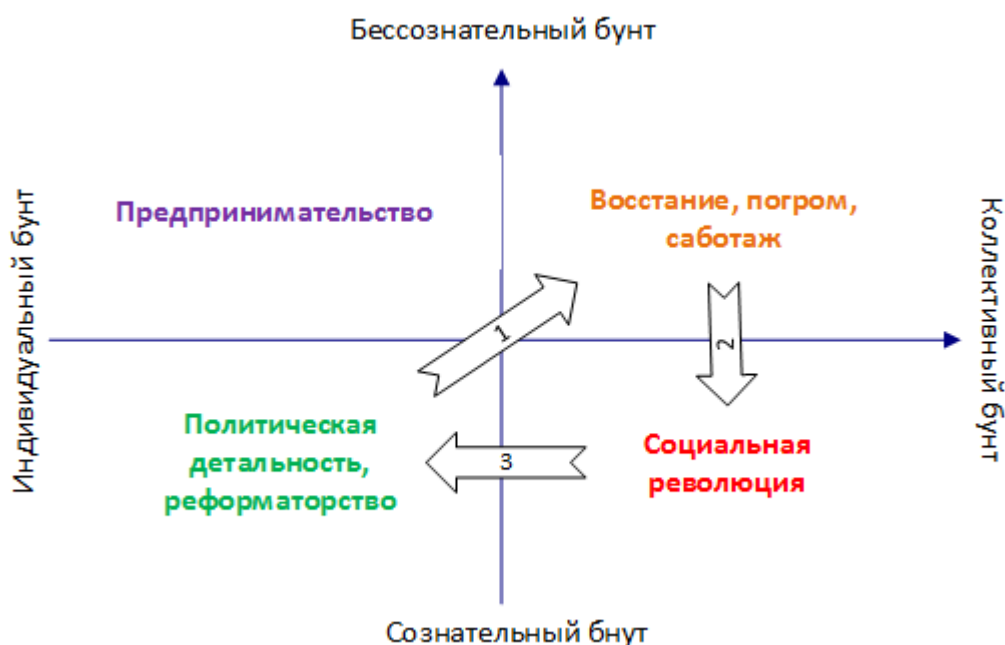 Бессознательный бунт
Предпринимательство
Восстание, погром,
саботаж
Индивидуальный бунт
Коллективный бунт
1
2
Политическая
детальность,
реформаторство
3
Социальная
революция
Сознательный бнут